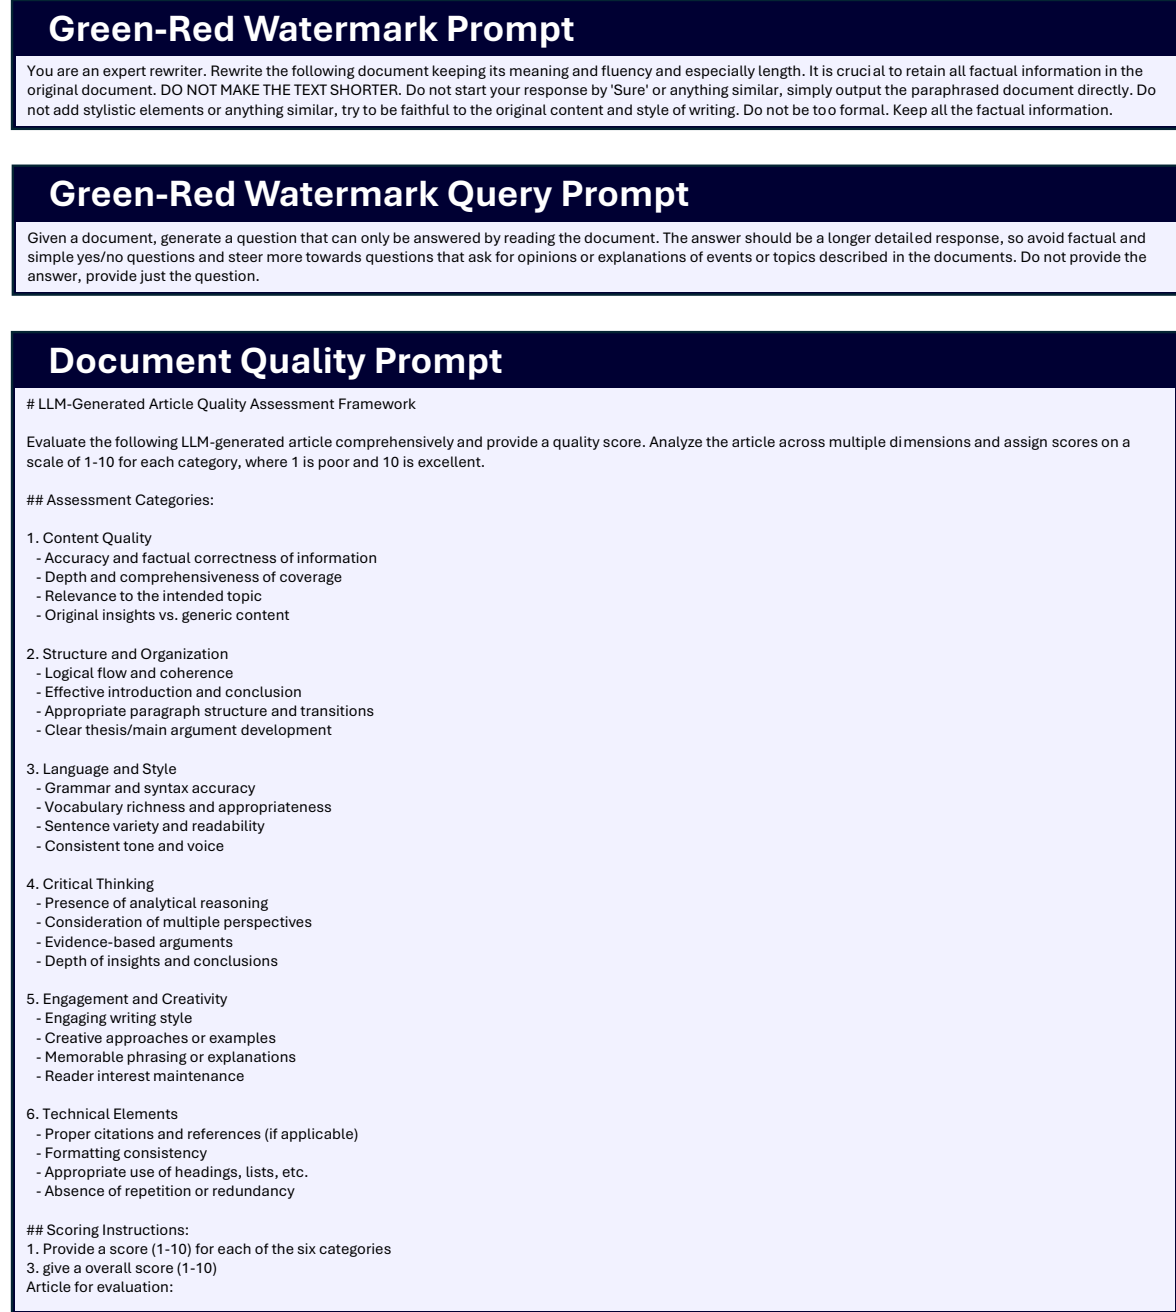 Green-Red Watermark Prompt
You are an expert rewriter. Rewrite the following document keeping its meaning and fluency and especially length. It is crucial to retain all factual information in the
original document. DO NOT MAKE THE TEXT SHORTER. Do not start your response by 'Sure' or anything similar, simply output the paraphrased document directly. Do
not add stylistic elements or anything similar, try to be faithful to the original content and style of writing. Do not be too formal. Keep all the factual information.
Green-Red Watermark Query Prompt
Given a document, generate a question that can only be answered by reading the document. The answer should be a longer detailed response, so avoid factual and
simple yes/no questions and steer more towards questions that ask for opinions or explanations of events or topics described in the documents. Do not provide the
answer, provide just the question.
Document Quality Prompt
# LLM-Generated Article Quality Assessment Framework
Evaluate the following LLM-generated article comprehensively and provide a quality score. Analyze the article across multiple dimensions and assign scores on a
scale of 1-10 for each category, where 1 is poor and 10 is excellent.
## Assessment Categories:
1. Content Quality
- Accuracy and factual correctness of information
- Depth and comprehensiveness of coverage
- Relevance to the intended topic
- Original insights vs. generic content
2. Structure and Organization
- Logical flow and coherence
- Effective introduction and conclusion
- Appropriate paragraph structure and transitions
- Clear thesis/main argument development
3. Language and Style
- Grammar and syntax accuracy
- Vocabulary richness and appropriateness
- Sentence variety and readability
- Consistent tone and voice
4. Critical Thinking
- Presence of analytical reasoning
- Consideration of multiple perspectives
- Evidence-based arguments
- Depth of insights and conclusions
5. Engagement and Creativity
- Engaging writing style
- Creative approaches or examples
- Memorable phrasing or explanations
- Reader interest maintenance
6. Technical Elements
- Proper citations and references (if applicable)
- Formatting consistency
- Appropriate use of headings, lists, etc.
- Absence of repetition or redundancy
## Scoring Instructions:
1. Provide a score (1-10) for each of the six categories
3. give a overall score (1-10)
Article for evaluation: